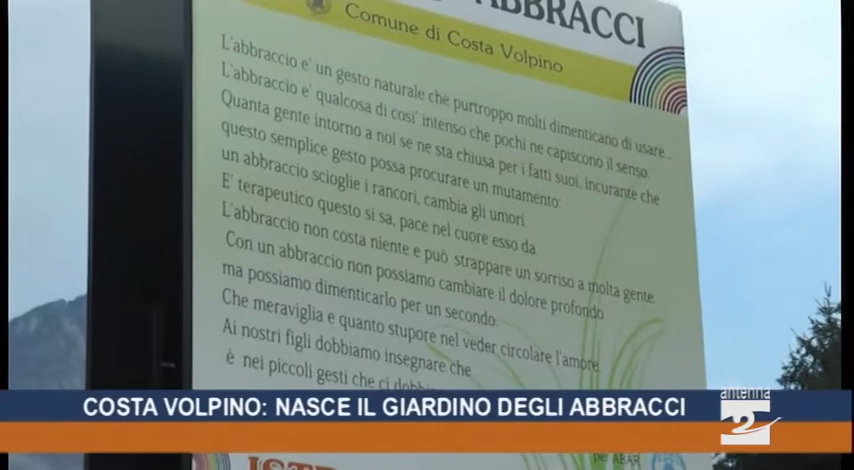 ABBRACCI
Comune di Costa Volpino
L'abbraccio e' un gesto naturale che purtroppo molti dimenticano di usare...
L'abbraccio e' qualcosa di cosi' intenso che pochi ne capiscono il senso.
Quanta gente intorno a noi se ne sta chiusa per i fatti suoi, incurante che
questo semplice gesto possa procurare un mutamento:
un abbraccio scioglie i rancori, cambia gli umori.
E' terapeutico questo si sa, pace nel cuore esso da.
L'abbraccio non costa niente e può strappare un sorriso a molta gente.
Con un abbraccio non possiamo cambiare il dolore profondo
ma possiamo dimenticarlo per un secondo.
Che meraviglia e quanto stupore nel veder circolare l'amore.
Ai nostri figli dobbiamo insegnare che
è nei piccoli gesti che ci
COSTA VOLPINO: NASCE IL GIARDINO DEGLI ABBRACCI
antenna
2